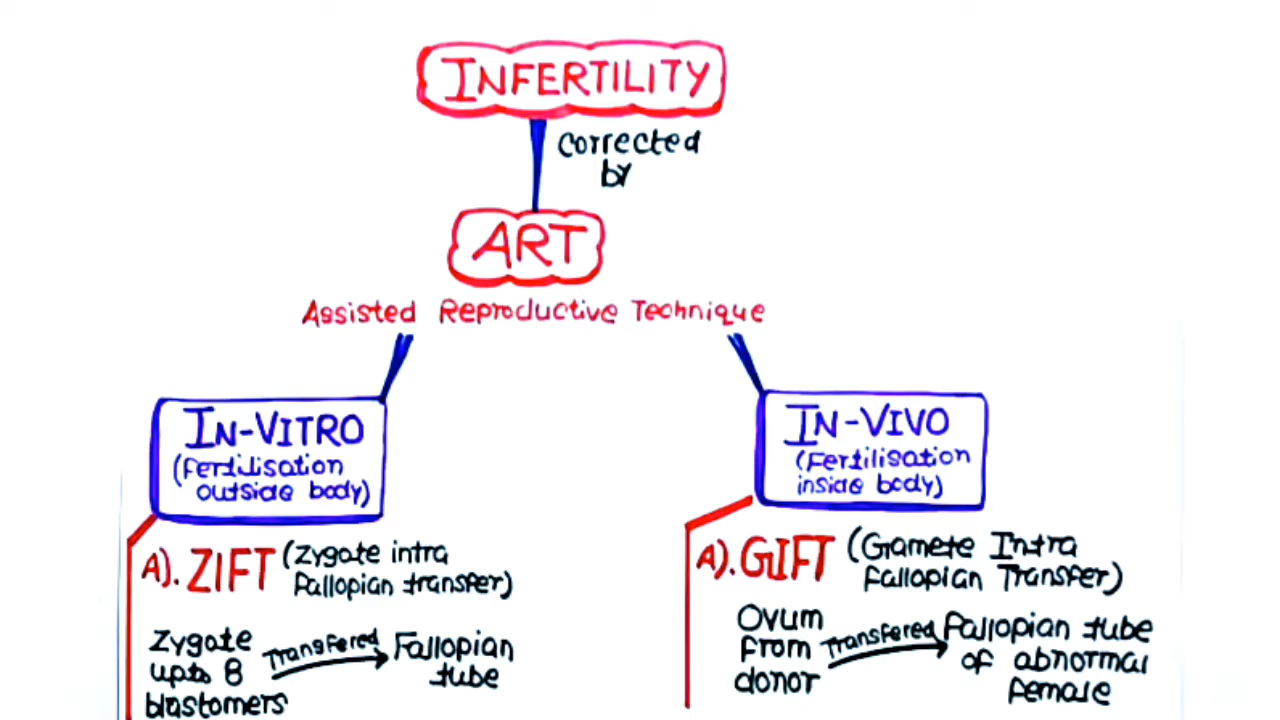 INFERTILITY
Corrected
by
ART
Assisted Reproductive Technique
IN-VITRO
(Fertilisation
outside body)
A). ZIFT (Zygate intra
Fallopian transfer)
Zygate
upto 8
blastomers
Transfered
Fallopian
tube
IN-VIVO
(Fertilisation
inside body)
A). GIFT (Gamete Intra
Fallopian Transfer)
Ovum
from
donor
Transfered
Fallopian tube
of abnormal
female